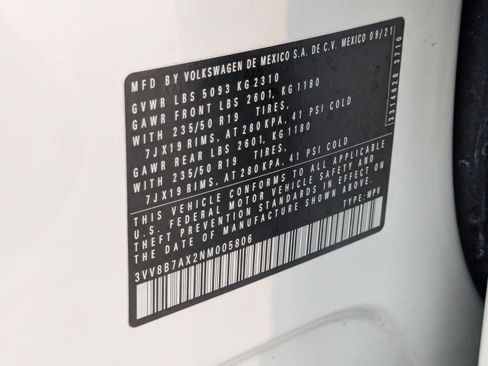 MFD BY VOLKSWAGEN DE MEXICO S.A. DE C.V. MEXICO 09/21
GVWR LBS 5093 KG 2310
GAWR FRONT LBS 2601, KG 1180
WITH 235/50 R19 TIRES,
7JX19 RIMS, AT 280 KPA, 41 PSI COLD
GAWR REAR LBS 2601, KG 1180
WITH 235/50 R19 TIRES,
7JX19 RIMS, AT 280 KPA, 41 PSI COLD
THIS VEHICLE CONFORMS TO ALL APPLICABLE
U.S. FEDERAL MOTOR VEHICLE SAFETY AND
THEFT PREVENTION STANDARDS IN EFFECT ON
THE DATE OF MANUFACTURE SHOWN ABOVE.
TYPE: MPV
3VV8B7AX2NM005806
3314628 3710